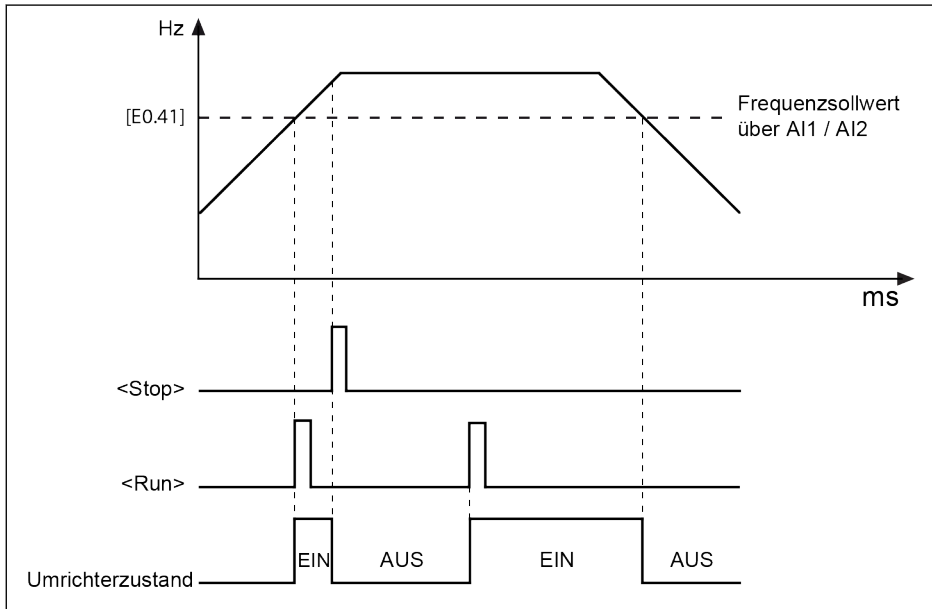 Hz
[E0.41]
Frequenzsollwert
über AI1 / AI2
ms
<Stop>
<Run>
EIN
AUS
EIN
AUS
Umrichterzustand